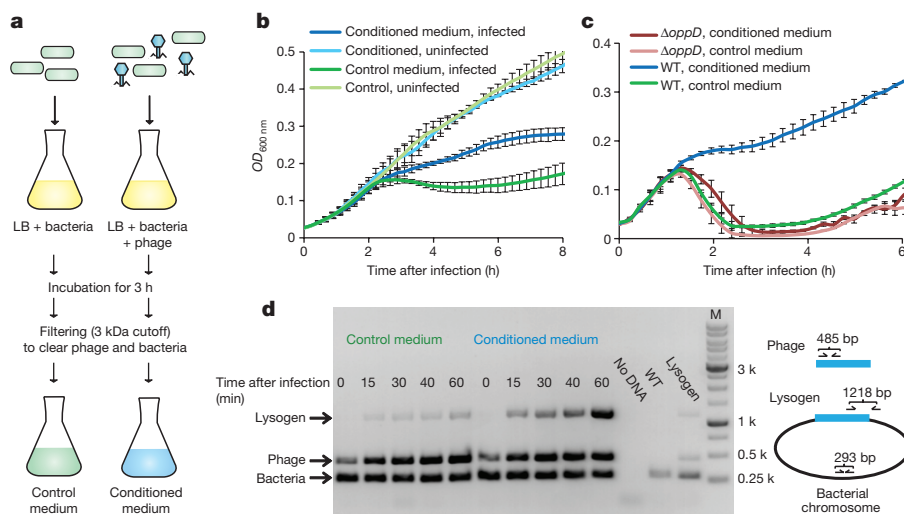 a
LB + bacteria
LB + bacteria
+ phage
Incubation for 3 h
Filtering (3 kDa cutoff)
to clear phage and bacteria
Control
medium
Conditioned
medium
b
Conditioned medium, infected
Conditioned, uninfected
Control medium, infected
Control, uninfected
OD600 nm
0.5
0.4
0.3
0.2
0.1
0
0
2
4
6
8
Time after infection (h)
c
ΔoppD, conditioned medium
ΔoppD, control medium
WT, conditioned medium
WT, control medium
0.4
0.3
0.2
0.1
0
0
2
4
6
Time after infection (h)
d
Control medium
Conditioned medium
No DNA
WT
Lysogen
M
Time after infection
(min)
0 15 30 40 60 0 15 30 40 60
Lysogen
Phage
Bacteria
3 k
1 k
0.5 k
0.25 k
485 bp
Phage
1218 bp
Lysogen
293 bp
Bacterial
chromosome